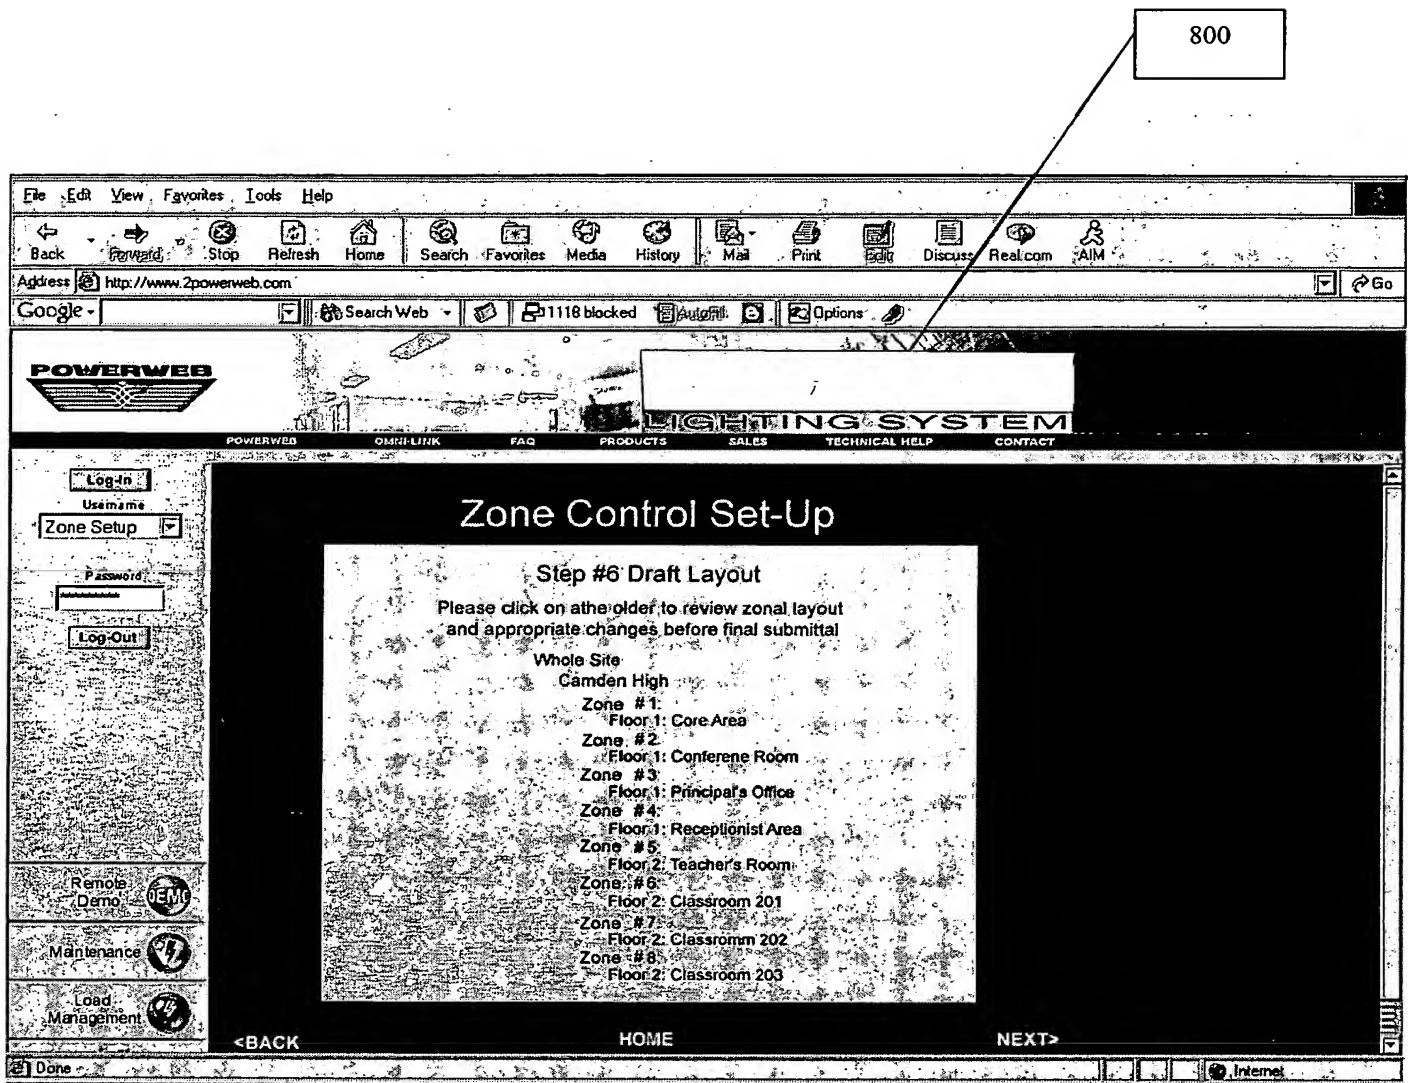 800
File Edit View Favorites Tools Help
Back Forward Stop Refresh Home Search Favorites Media History Mail Print Edit Discuss Real.com AIM
Address http://www.2powerweb.com Go
Google Search Web 1118 blocked AutoFill Options
POWERWEB
LIGHTING SYSTEM
POWERWEB OMNI-LINK FAQ PRODUCTS SALES TECHNICAL HELP CONTACT
Log-In
Username
Zone Setup
Password
**********
Log-Out
Remote
Demo
DEMO
Maintenance
Load
Management
Zone Control Set-Up
Step #6 Draft Layout
Please click on athe older to review zonal layout
and appropriate changes before final submittal
Whole Site
Camden High
Zone #1:
Floor 1: Core Area
Zone #2:
Floor 1: Conferene Room
Zone #3:
Floor 1: Principal's Office
Zone #4:
Floor 1: Receptionist Area
Zone #5:
Floor 2: Teacher's Room
Zone #6:
Floor 2: Classroom 201
Zone #7:
Floor 2: Classromm 202
Zone #8:
Floor 2: Classroom 203
<BACK HOME NEXT>
Done Internet